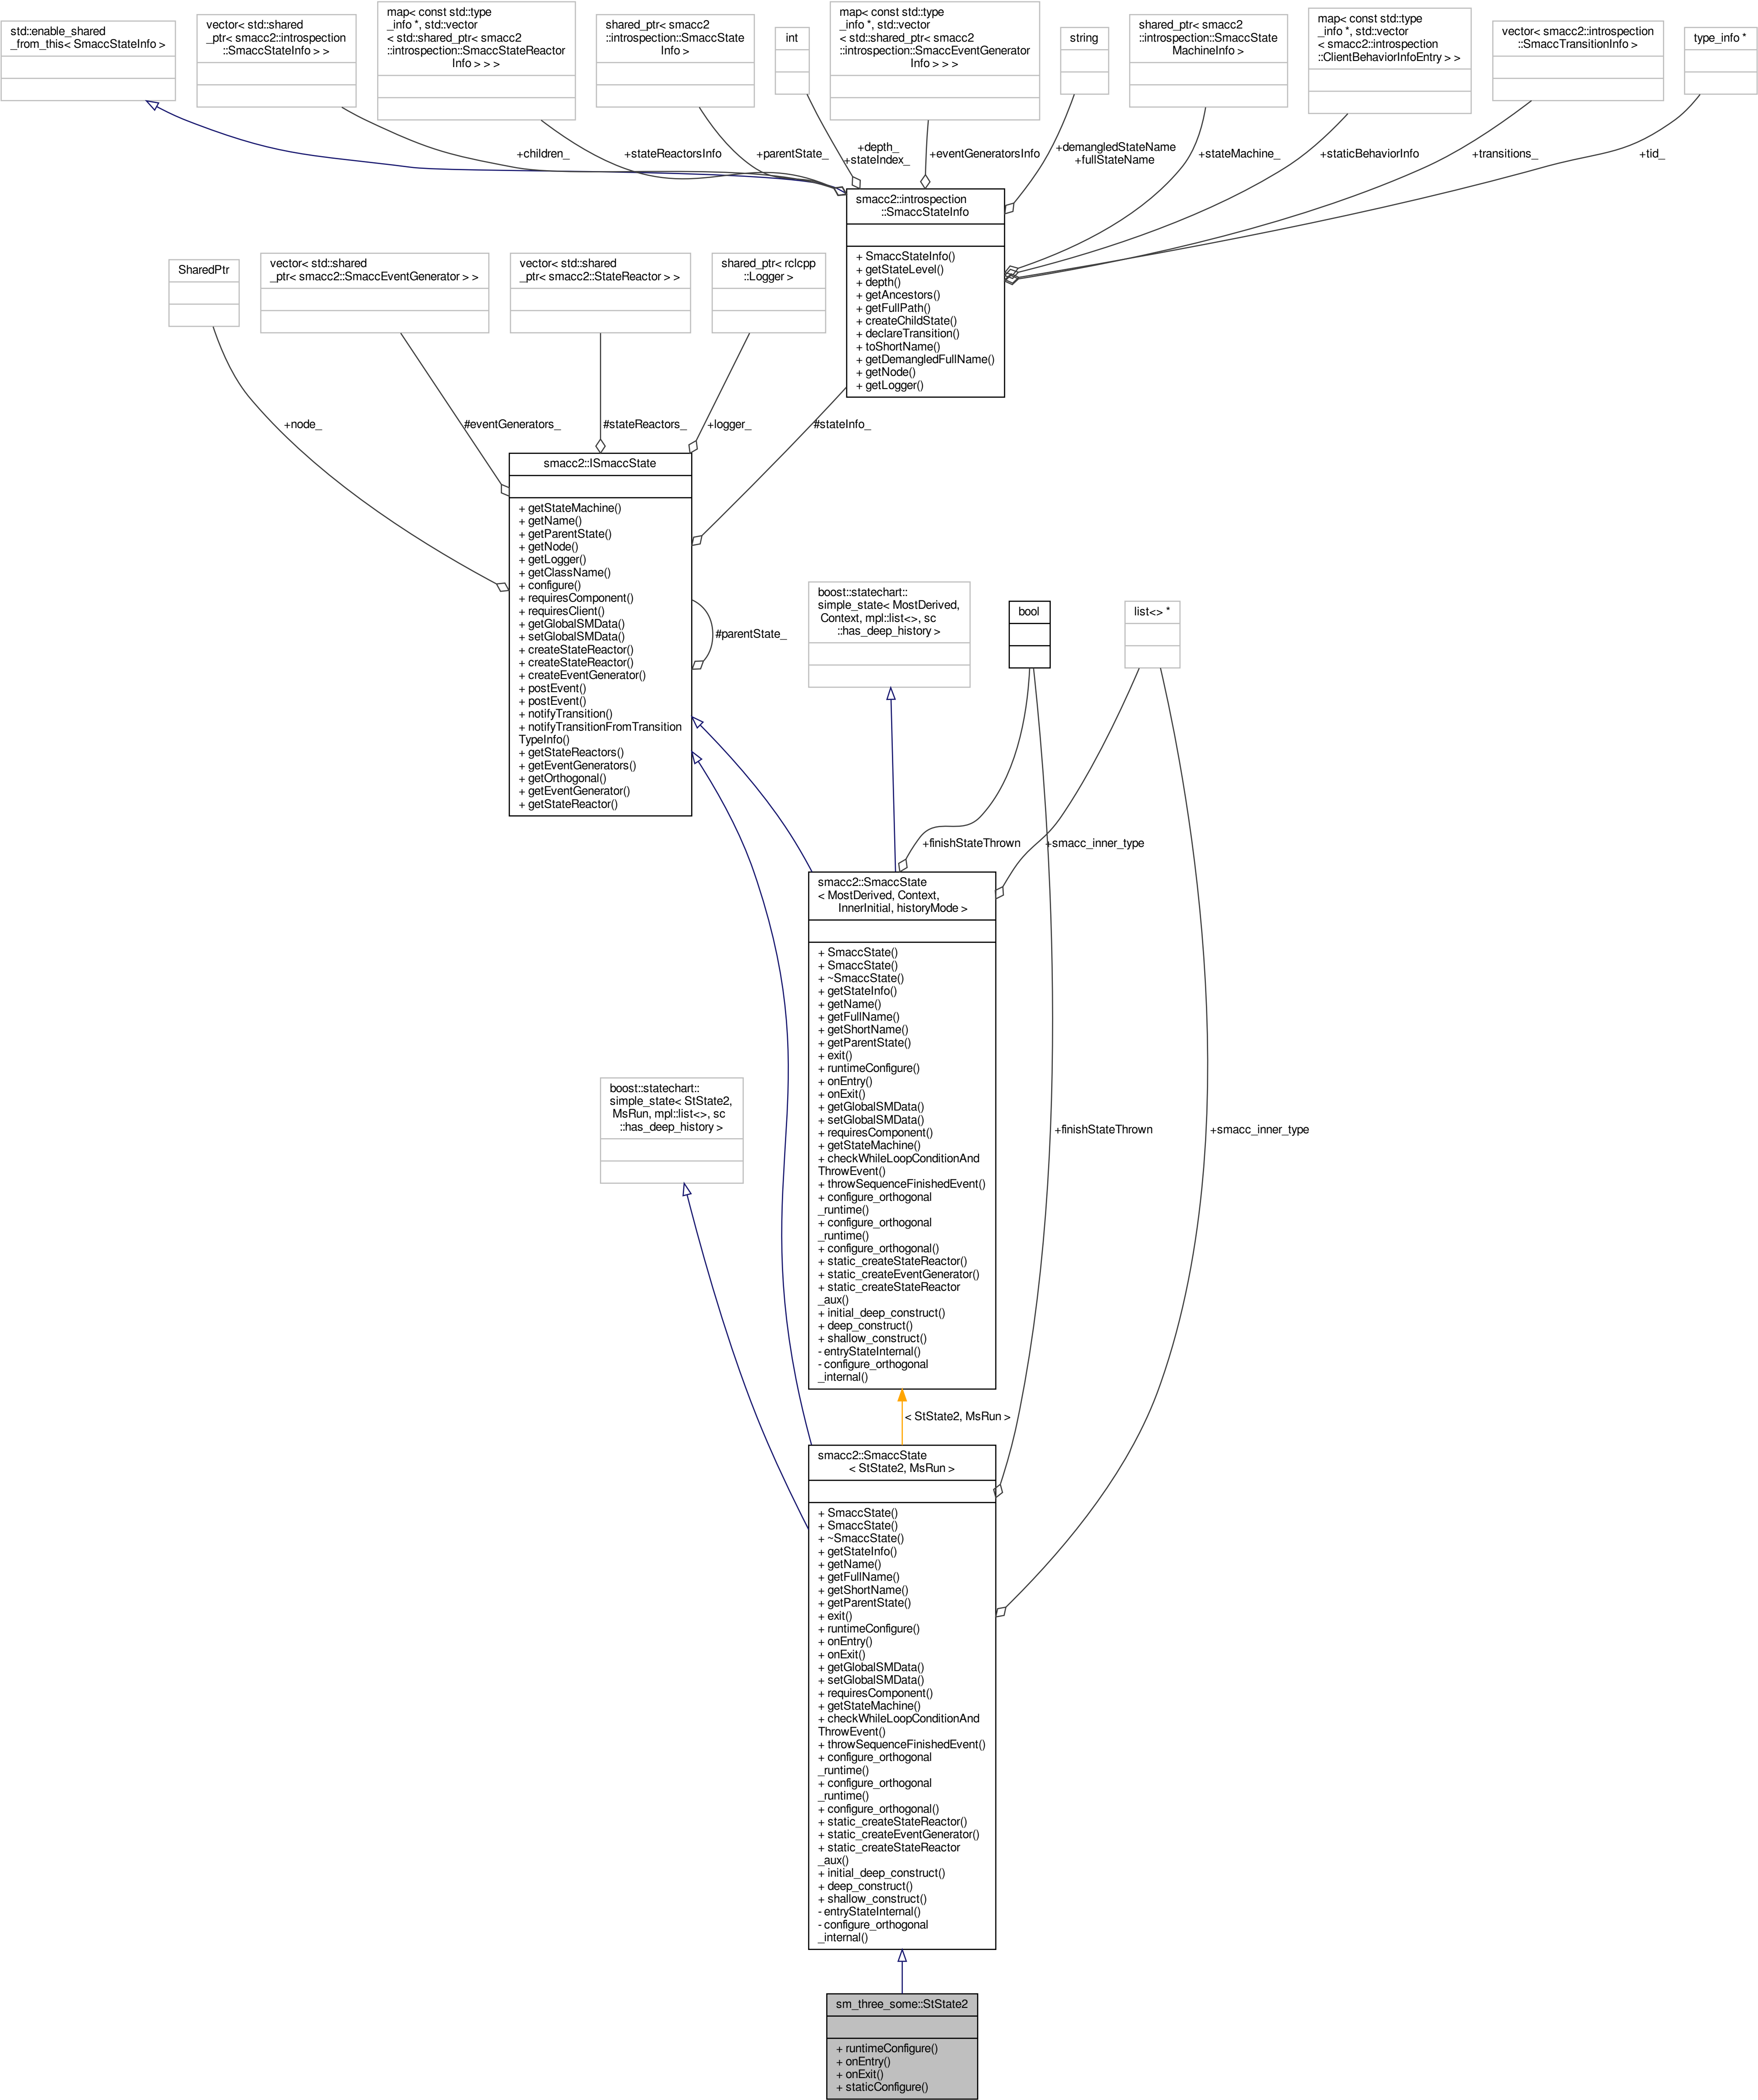 std::enable_shared
_from_this< SmaccStateInfo >
vector< std::shared
_ptr< smacc2::introspection
::SmaccStateInfo > >
map< const std::type
_info *, std::vector
< std::shared_ptr< smacc2
::introspection::SmaccStateReactor
Info > > >
shared_ptr< smacc2
::introspection::SmaccState
Info >
int
map< const std::type
_info *, std::vector
< std::shared_ptr< smacc2
::introspection::SmaccEventGenerator
Info > > >
string
shared_ptr< smacc2
::introspection::SmaccState
MachineInfo >
map< const std::type
_info *, std::vector
< smacc2::introspection
::ClientBehaviorInfoEntry > >
vector< smacc2::introspection
::SmaccTransitionInfo >
type_info *
+children_
+stateReactorsInfo
+parentState_
+depth_
+stateIndex_
+eventGeneratorsInfo
+demangledStateName
+fullStateName
+stateMachine_
+staticBehaviorInfo
+transitions_
+tid_
smacc2::introspection
::SmaccStateInfo
+ SmaccStateInfo()
+ getStateLevel()
+ depth()
+ getAncestors()
+ getFullPath()
+ createChildState()
+ declareTransition()
+ toShortName()
+ getDemangledFullName()
+ getNode()
+ getLogger()
SharedPtr
vector< std::shared
_ptr< smacc2::SmaccEventGenerator > >
vector< std::shared
_ptr< smacc2::StateReactor > >
shared_ptr< rclcpp
::Logger >
+node_
#eventGenerators_
#stateReactors_
+logger_
#stateInfo_
smacc2::ISmaccState
+ getStateMachine()
+ getName()
+ getParentState()
+ getNode()
+ getLogger()
+ getClassName()
+ configure()
+ requiresComponent()
+ requiresClient()
+ getGlobalSMData()
+ setGlobalSMData()
+ createStateReactor()
+ createStateReactor()
+ createEventGenerator()
+ postEvent()
+ postEvent()
+ notifyTransition()
+ notifyTransitionFromTransition
TypeInfo()
+ getStateReactors()
+ getEventGenerators()
+ getOrthogonal()
+ getEventGenerator()
+ getStateReactor()
#parentState_
boost::statechart::
simple_state< MostDerived,
Context, mpl::list<>, sc
::has_deep_history >
bool
list<> *
+finishStateThrown
+smacc_inner_type
smacc2::SmaccState
< MostDerived, Context,
InnerInitial, historyMode >
+ SmaccState()
+ SmaccState()
+ ~SmaccState()
+ getStateInfo()
+ getName()
+ getFullName()
+ getShortName()
+ getParentState()
+ exit()
+ runtimeConfigure()
+ onEntry()
+ onExit()
+ getGlobalSMData()
+ setGlobalSMData()
+ requiresComponent()
+ getStateMachine()
+ checkWhileLoopConditionAnd
ThrowEvent()
+ throwSequenceFinishedEvent()
+ configure_orthogonal
_runtime()
+ configure_orthogonal
_runtime()
+ configure_orthogonal()
+ static_createStateReactor()
+ static_createEventGenerator()
+ static_createStateReactor
_aux()
+ initial_deep_construct()
+ deep_construct()
+ shallow_construct()
- entryStateInternal()
- configure_orthogonal
_internal()
boost::statechart::
simple_state< StState2,
MsRun, mpl::list<>, sc
::has_deep_history >
+finishStateThrown
+smacc_inner_type
< StState2, MsRun >
smacc2::SmaccState
< StState2, MsRun >
+ SmaccState()
+ SmaccState()
+ ~SmaccState()
+ getStateInfo()
+ getName()
+ getFullName()
+ getShortName()
+ getParentState()
+ exit()
+ runtimeConfigure()
+ onEntry()
+ onExit()
+ getGlobalSMData()
+ setGlobalSMData()
+ requiresComponent()
+ getStateMachine()
+ checkWhileLoopConditionAnd
ThrowEvent()
+ throwSequenceFinishedEvent()
+ configure_orthogonal
_runtime()
+ configure_orthogonal
_runtime()
+ configure_orthogonal()
+ static_createStateReactor()
+ static_createEventGenerator()
+ static_createStateReactor
_aux()
+ initial_deep_construct()
+ deep_construct()
+ shallow_construct()
- entryStateInternal()
- configure_orthogonal
_internal()
sm_three_some::StState2
+ runtimeConfigure()
+ onEntry()
+ onExit()
+ staticConfigure()